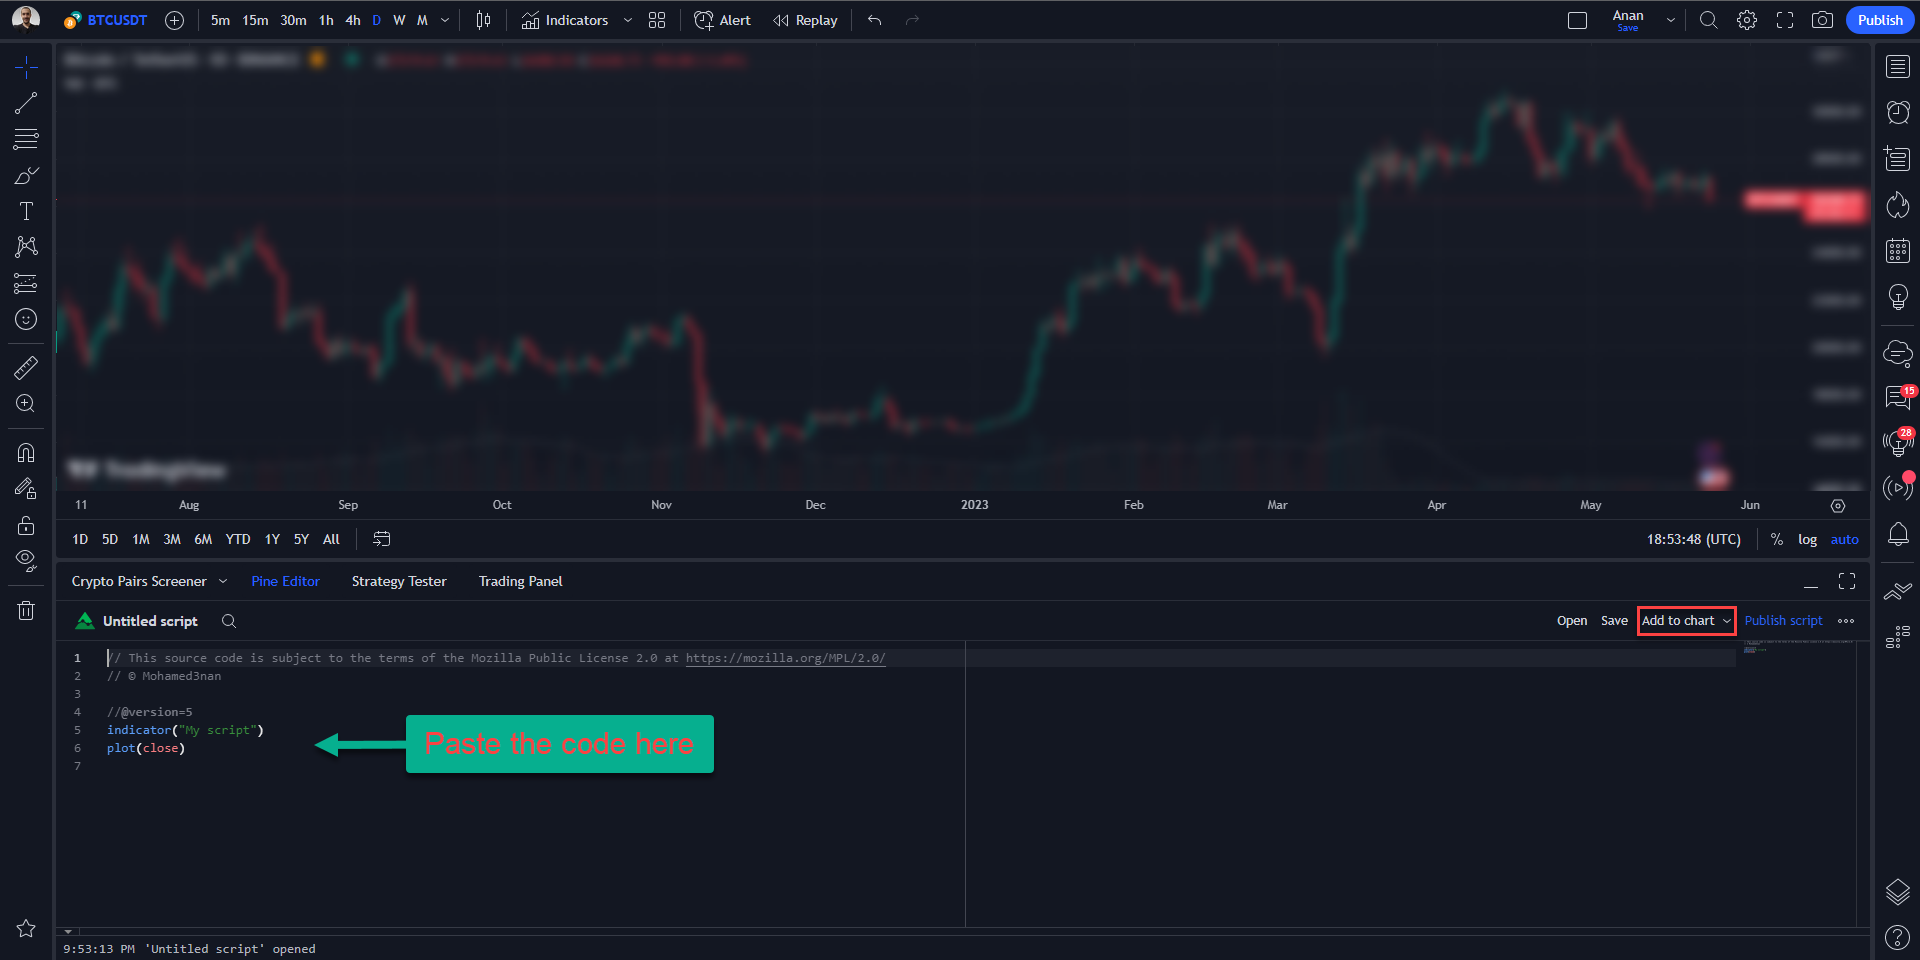 BTCUSDT 5m 15m 30m 1h 4h D W M Indicators Alert Replay Anan Publish
Save
TradingView
11 Aug Sep Oct Nov Dec 2023 Feb Mar Apr May Jun
1D 5D 1M 3M 6M YTD 1Y 5Y All 18:53:48 (UTC) % log auto
15
28
Crypto Pairs Screener Pine Editor Strategy Tester Trading Panel
Untitled script Open Save Add to chart Publish script
1 // This source code is subject to the terms of the Mozilla Public License 2.0 at https://mozilla.org/MPL/2.0/
2 // © Mohamed3nan
3
4 //@version=5
5 indicator("My script")
6 plot(close)
7
Paste the code here
9:53:13 PM 'Untitled script' opened